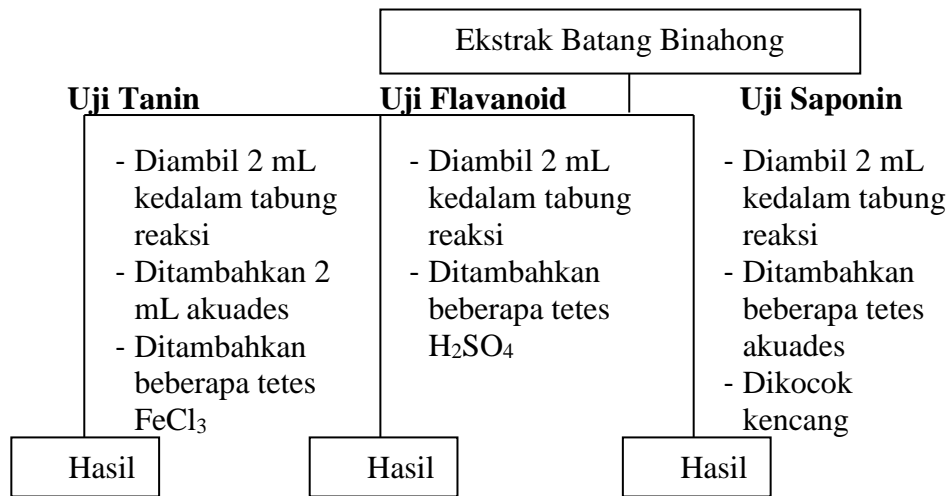 Ekstrak Batang Binahong
Uji Tanin
- Diambil 2 mL
kedalam tabung
reaksi
- Ditambahkan 2
mL akuades
- Ditambahkan
beberapa tetes
FeCl₃
Hasil
Uji Flavanoid
- Diambil 2 mL
kedalam tabung
reaksi
- Ditambahkan
beberapa tetes
H₂SO₄
Hasil
Uji Saponin
- Diambil 2 mL
kedalam tabung
reaksi
- Ditambahkan
beberapa tetes
akuades
- Dikocok
kencang
Hasil